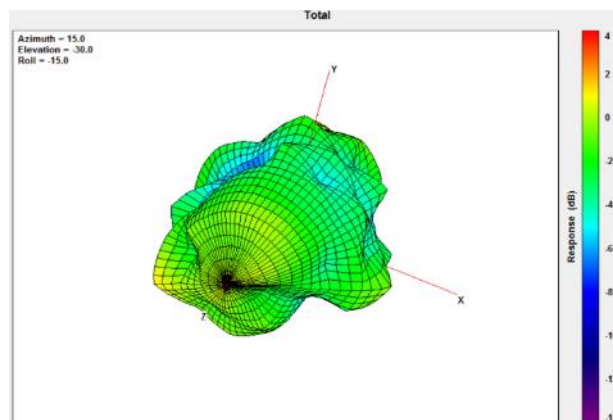 Total
Azimuth = 15.0
Elevation = -30.0
Roll = -15.0
Y
X
Z
4
2
0
-2
-4
-6
-8
Response (dB)